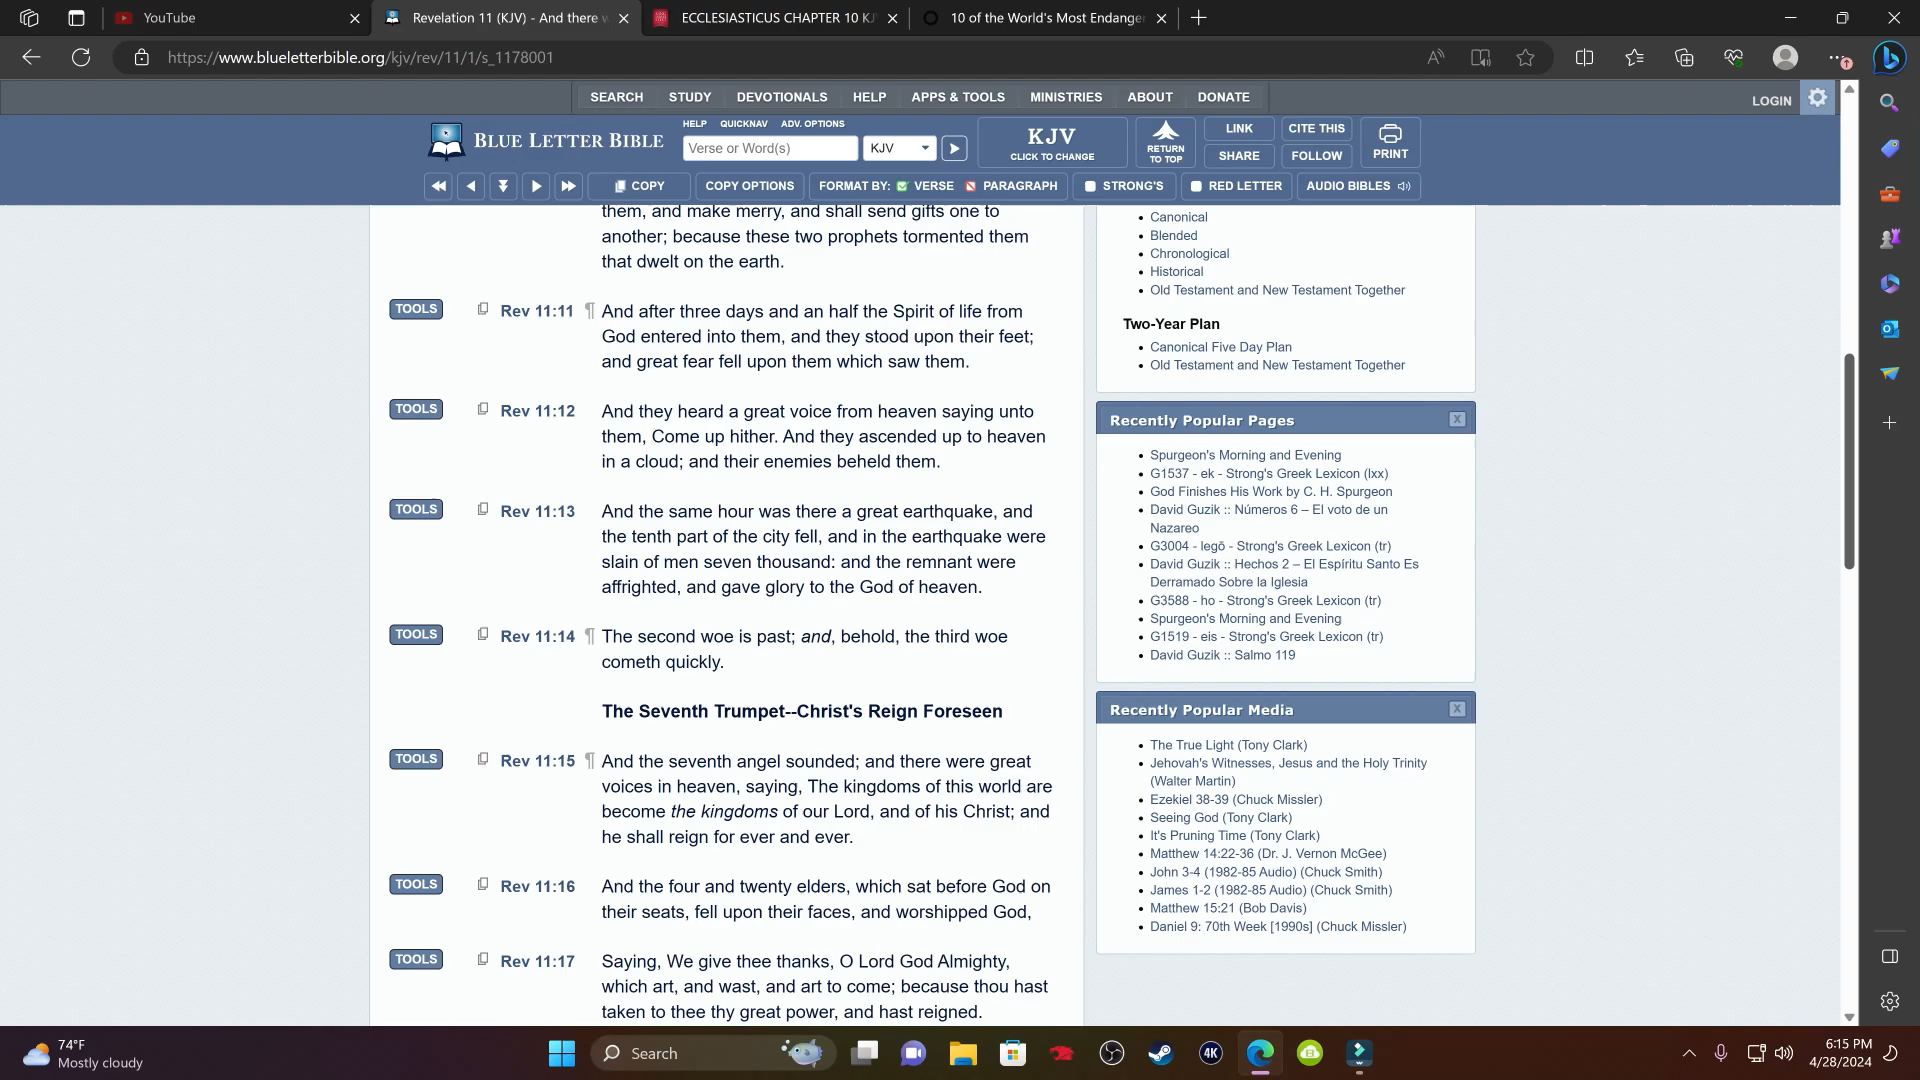 YouTube
Revelation 11 (KJV) - And there w
ECCLESIASTICUS CHAPTER 10 KJ
10 of the World's Most Endanger
https://www.blueletterbible.org/kjv/rev/11/1/s_1178001
SEARCH STUDY DEVOTIONALS HELP APPS & TOOLS MINISTRIES ABOUT DONATE
LOGIN
BLUE LETTER BIBLE
HELP QUICKNAV ADV. OPTIONS
Verse or Word(s)
KJV
KJV
CLICK TO CHANGE
RETURN
TO TOP
LINK
CITE THIS
SHARE
FOLLOW
PRINT
COPY
COPY OPTIONS
FORMAT BY: VERSE PARAGRAPH
STRONG'S
RED LETTER
AUDIO BIBLES
them, and make merry, and shall send gifts one to
another; because these two prophets tormented them
that dwelt on the earth.
TOOLS
Rev 11:11 ¶ And after three days and an half the Spirit of life from
God entered into them, and they stood upon their feet;
and great fear fell upon them which saw them.
TOOLS
Rev 11:12 And they heard a great voice from heaven saying unto
them, Come up hither. And they ascended up to heaven
in a cloud; and their enemies beheld them.
TOOLS
Rev 11:13 And the same hour was there a great earthquake, and
the tenth part of the city fell, and in the earthquake were
slain of men seven thousand: and the remnant were
affrighted, and gave glory to the God of heaven.
TOOLS
Rev 11:14 ¶ The second woe is past; and, behold, the third woe
cometh quickly.
The Seventh Trumpet--Christ's Reign Foreseen
TOOLS
Rev 11:15 ¶ And the seventh angel sounded; and there were great
voices in heaven, saying, The kingdoms of this world are
become the kingdoms of our Lord, and of his Christ; and
he shall reign for ever and ever.
TOOLS
Rev 11:16 And the four and twenty elders, which sat before God on
their seats, fell upon their faces, and worshipped God,
TOOLS
Rev 11:17 Saying, We give thee thanks, O Lord God Almighty,
which art, and wast, and art to come; because thou hast
taken to thee thy great power, and hast reigned.
Canonical
Blended
Chronological
Historical
Old Testament and New Testament Together
Two-Year Plan
Canonical Five Day Plan
Old Testament and New Testament Together
Recently Popular Pages
X
Spurgeon's Morning and Evening
G1537 - ek - Strong's Greek Lexicon (lxx)
God Finishes His Work by C. H. Spurgeon
David Guzik :: Números 6 – El voto de un
Nazareo
G3004 - legō - Strong's Greek Lexicon (tr)
David Guzik :: Hechos 2 – El Espíritu Santo Es
Derramado Sobre la Iglesia
G3588 - ho - Strong's Greek Lexicon (tr)
Spurgeon's Morning and Evening
G1519 - eis - Strong's Greek Lexicon (tr)
David Guzik :: Salmo 119
Recently Popular Media
X
The True Light (Tony Clark)
Jehovah's Witnesses, Jesus and the Holy Trinity
(Walter Martin)
Ezekiel 38-39 (Chuck Missler)
Seeing God (Tony Clark)
It's Pruning Time (Tony Clark)
Matthew 14:22-36 (Dr. J. Vernon McGee)
John 3-4 (1982-85 Audio) (Chuck Smith)
James 1-2 (1982-85 Audio) (Chuck Smith)
Matthew 15:21 (Bob Davis)
Daniel 9: 70th Week [1990s] (Chuck Missler)
74°F
Mostly cloudy
Search
4K
6:15 PM
4/28/2024